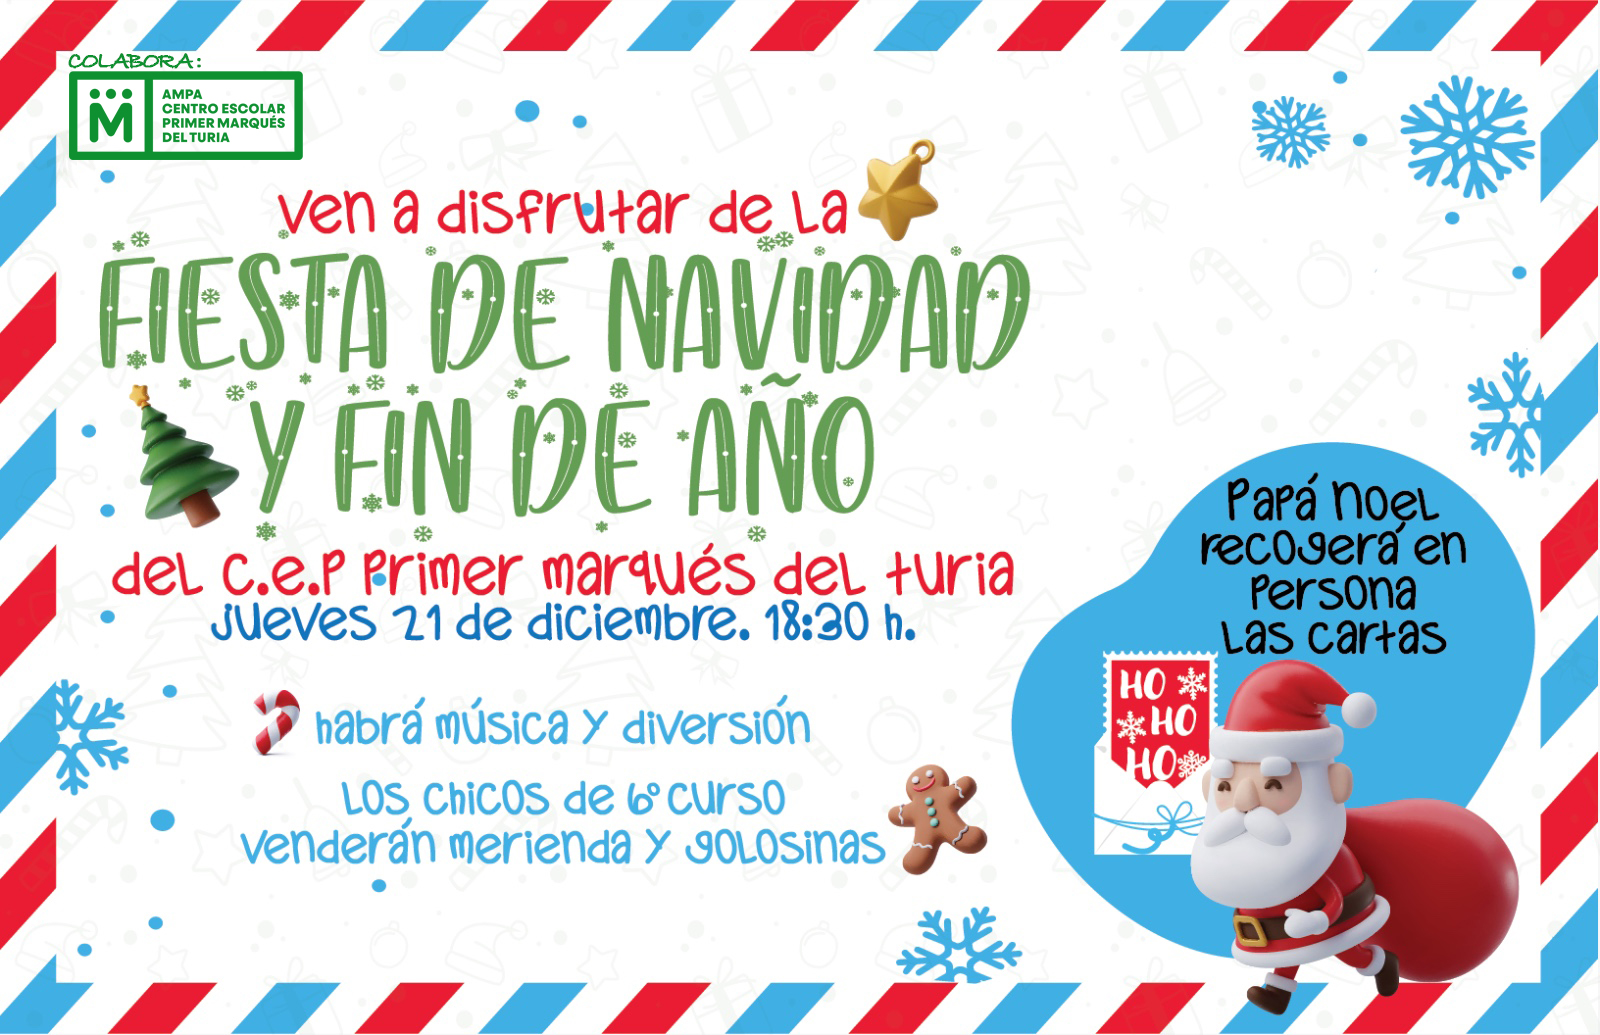 COLABORA:
M
AMPA
CENTRO ESCOLAR
PRIMER MARQUÉS
DEL TURIA
Ven a disfrutar de la
FIESTA DE NAVIDAD
Y FIN DE AÑO
del C.e.P Primer marqués del turia
Jueves 21 de diciembre. 18:30 h.
habrá música y diversión
Los chicos de 6º curso
venderán merienda y golosinas
Papá Noel
recogerá en
persona
las cartas
HO
HO
HO